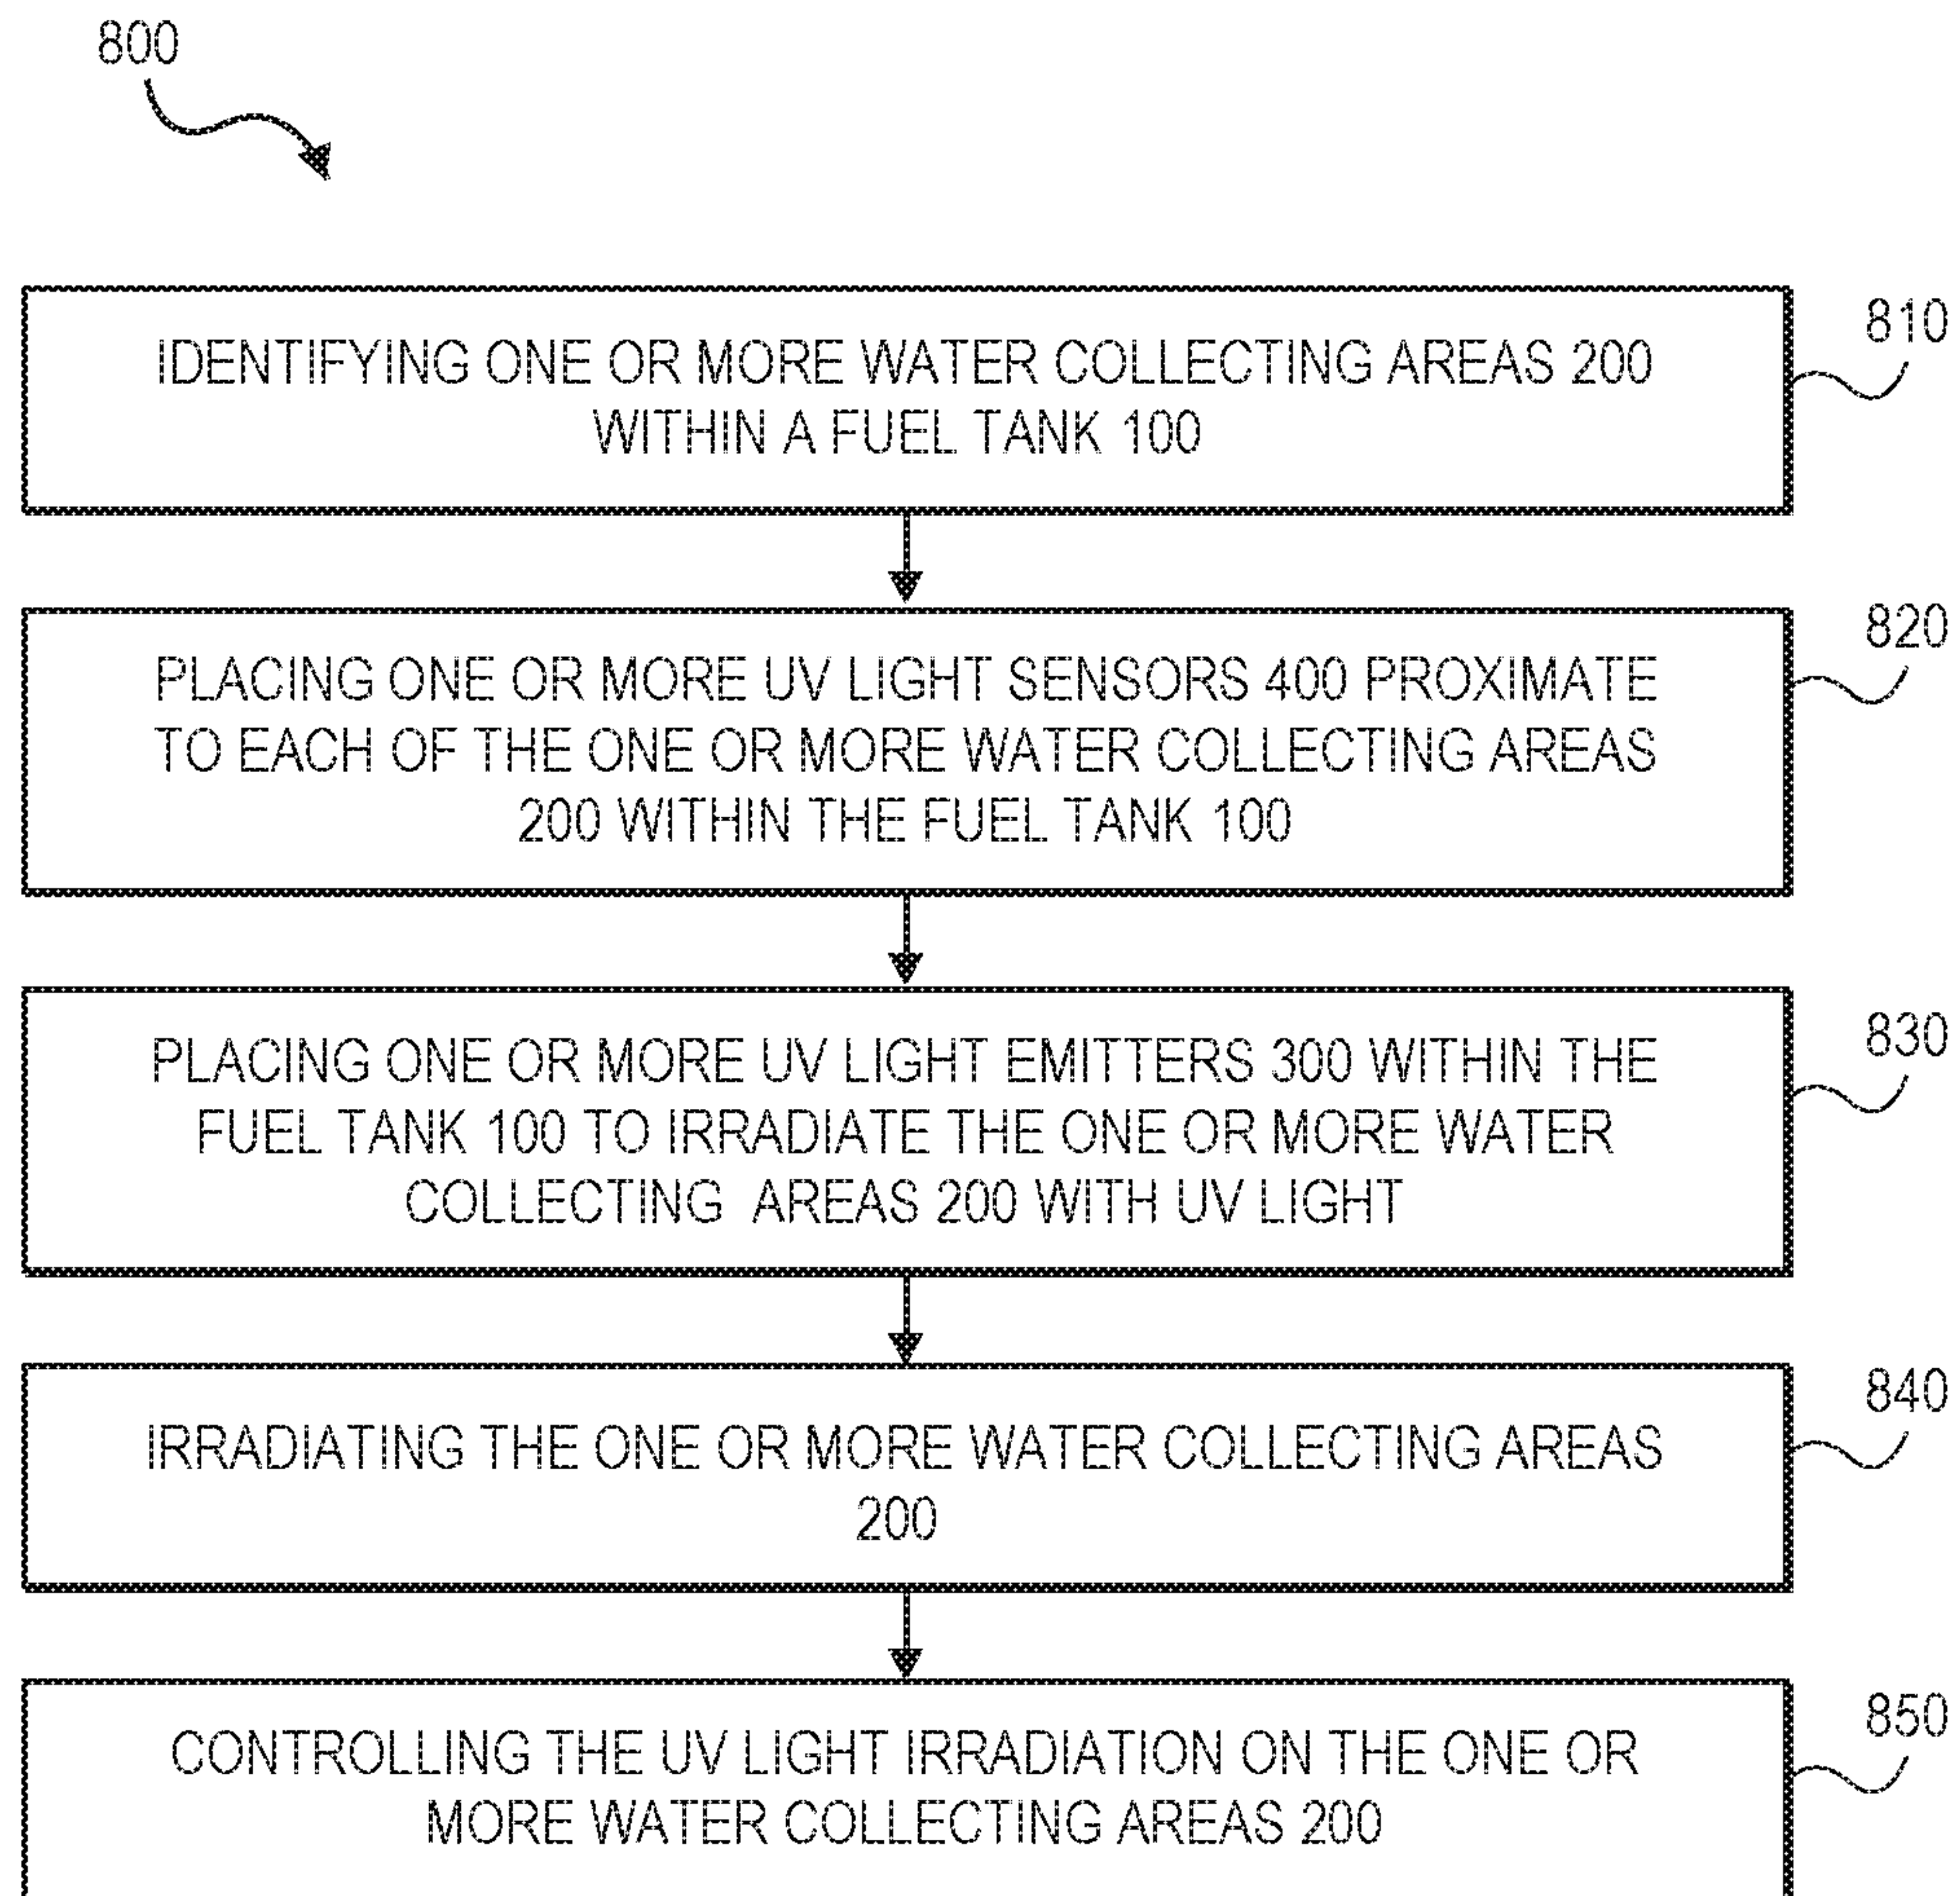 800
IDENTIFYING ONE OR MORE WATER COLLECTING AREAS 200
WITHIN A FUEL TANK 100
810
PLACING ONE OR MORE UV LIGHT SENSORS 400 PROXIMATE
TO EACH OF THE ONE OR MORE WATER COLLECTING AREAS
200 WITHIN THE FUEL TANK 100
820
PLACING ONE OR MORE UV LIGHT EMITTERS 300 WITHIN THE
FUEL TANK 100 TO IRRADIATE THE ONE OR MORE WATER
COLLECTING AREAS 200 WITH UV LIGHT
830
IRRADIATING THE ONE OR MORE WATER COLLECTING AREAS
200
840
CONTROLLING THE UV LIGHT IRRADIATION ON THE ONE OR
MORE WATER COLLECTING AREAS 200
850